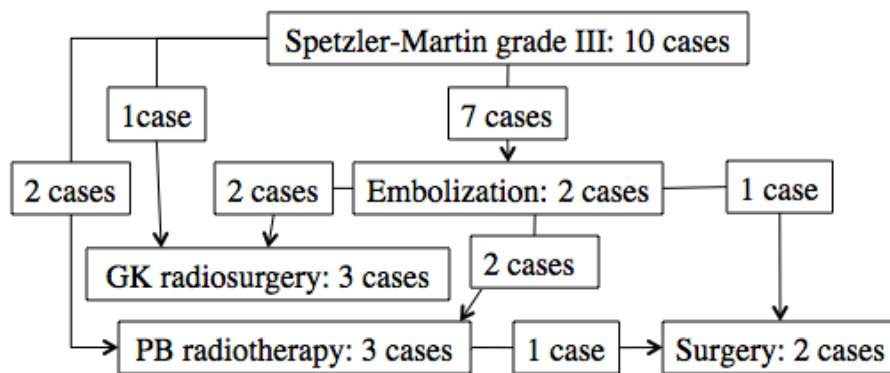 Spetzler-Martin grade III: 10 cases
1case
7 cases
2 cases
2 cases
Embolization: 2 cases
1 case
2 cases
GK radiosurgery: 3 cases
PB radiotherapy: 3 cases
1 case
Surgery: 2 cases